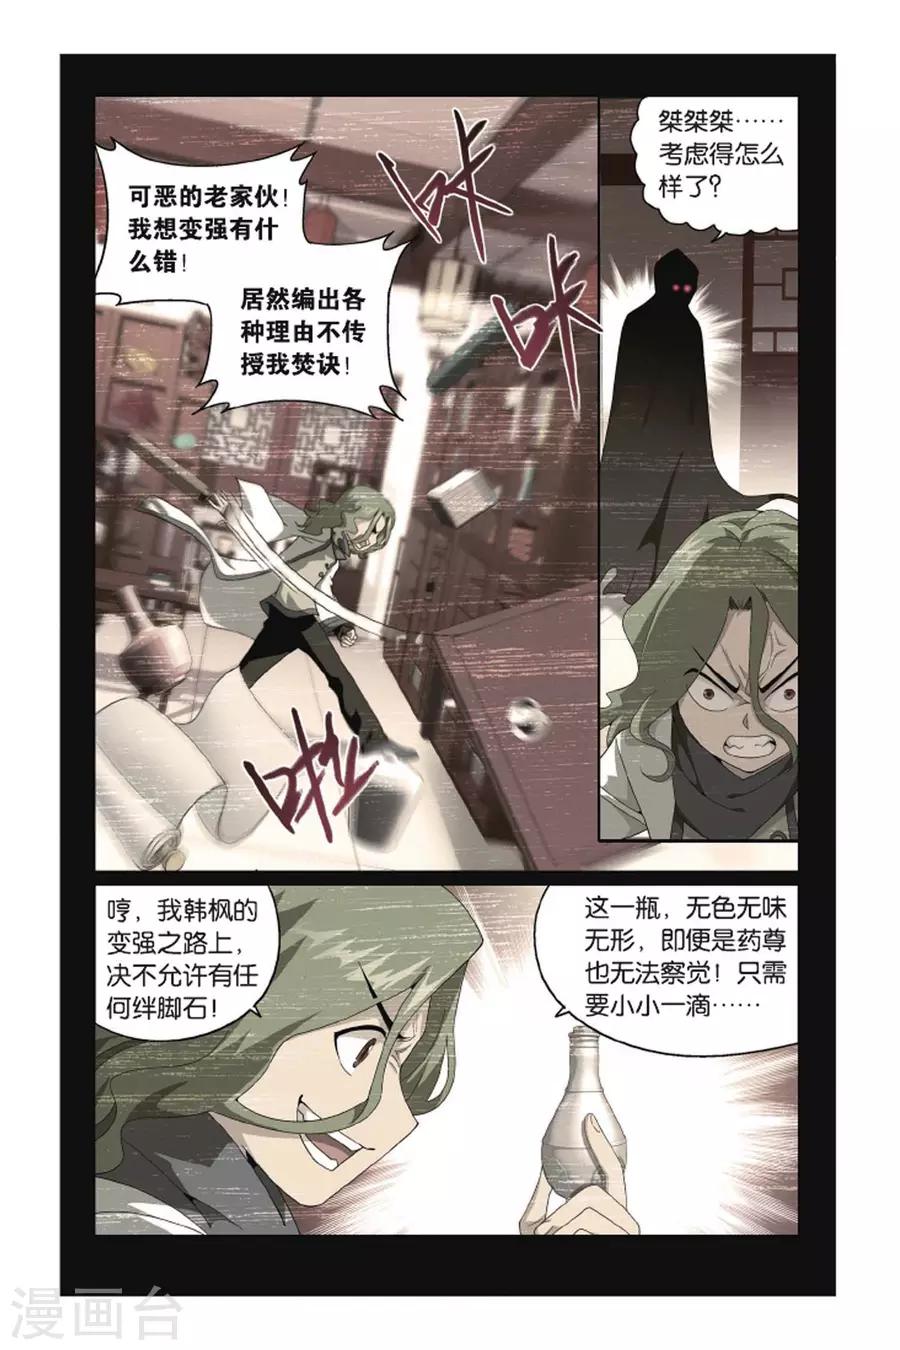 可恶的老家伙！
我想变强有什
么错！
居然编出各
种理由不传
授我焚诀！
咔
咔
啦
桀桀桀……
考虑得怎么
样了？
哼，我韩枫的
变强之路上，
决不允许有任
何绊脚石！
这一瓶，无色无味
无形，即便是药尊
也无法察觉！只需
要小小一滴……
漫画台